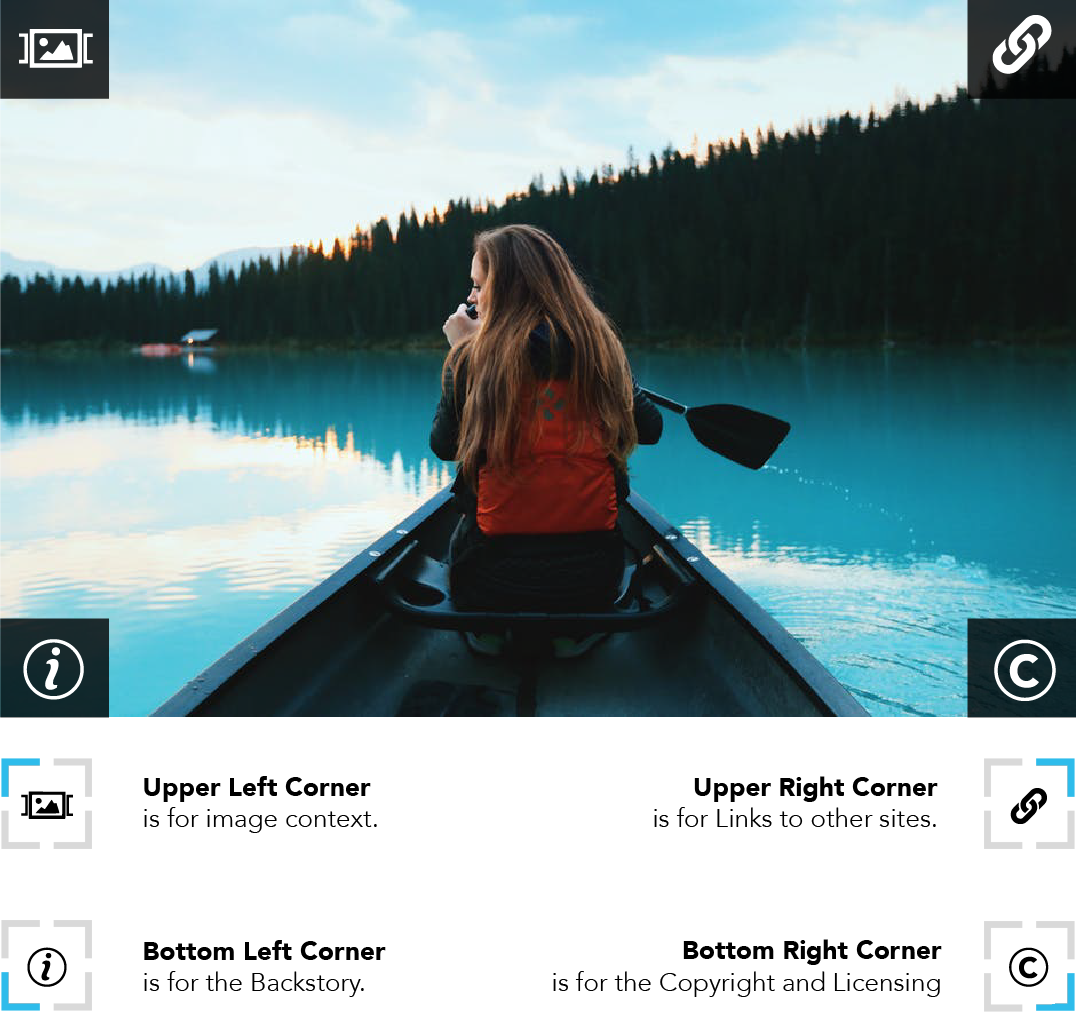 Upper Left Corner
is for image context.
Upper Right Corner
is for Links to other sites.
Bottom Left Corner
is for the Backstory.
Bottom Right Corner
is for the Copyright and Licensing